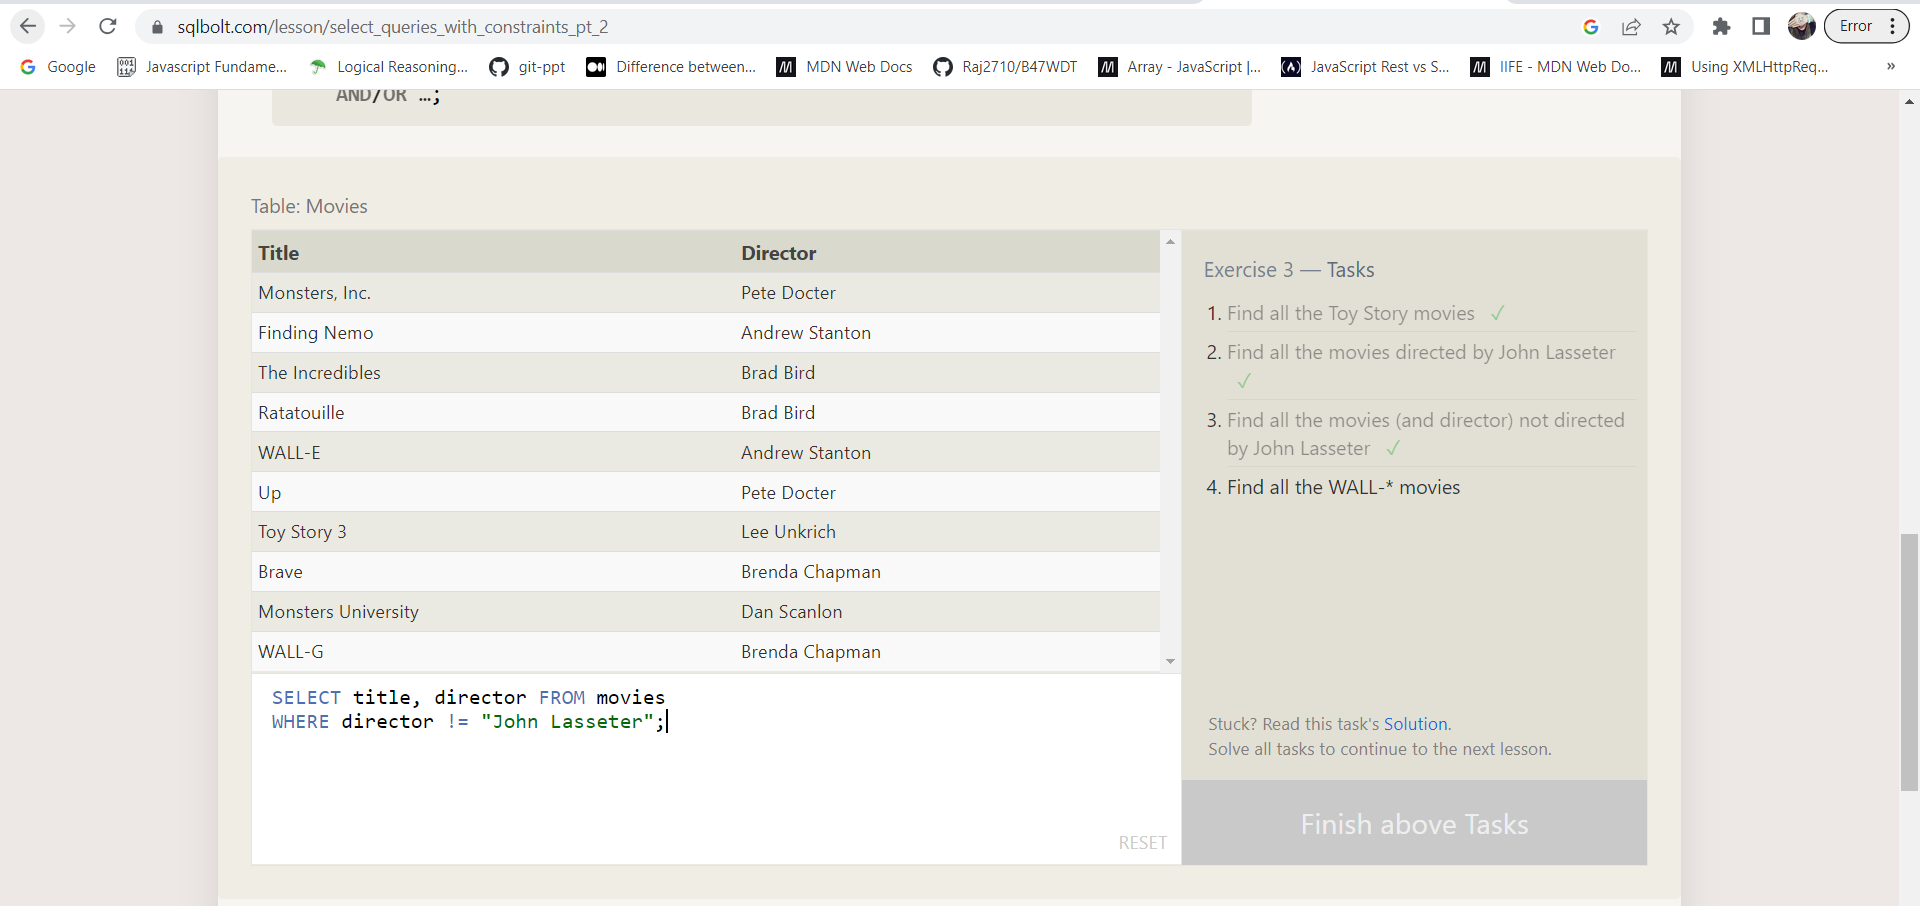 sqlbolt.com/lesson/select_queries_with_constraints_pt_2
Error
Google
Javascript Fundame...
Logical Reasoning...
git-ppt
Difference between...
MDN Web Docs
Raj2710/B47WDT
Array - JavaScript |...
JavaScript Rest vs S...
IIFE - MDN Web Do...
Using XMLHttpReq...
»
AND/OR …;
Table: Movies
Title Director
Monsters, Inc. Pete Docter
Finding Nemo Andrew Stanton
The Incredibles Brad Bird
Ratatouille Brad Bird
WALL-E Andrew Stanton
Up Pete Docter
Toy Story 3 Lee Unkrich
Brave Brenda Chapman
Monsters University Dan Scanlon
WALL-G Brenda Chapman
SELECT title, director FROM movies
WHERE director != "John Lasseter";
RESET
Exercise 3 — Tasks
1. Find all the Toy Story movies ✓
2. Find all the movies directed by John Lasseter
✓
3. Find all the movies (and director) not directed
by John Lasseter ✓
4. Find all the WALL-* movies
Stuck? Read this task's Solution.
Solve all tasks to continue to the next lesson.
Finish above Tasks